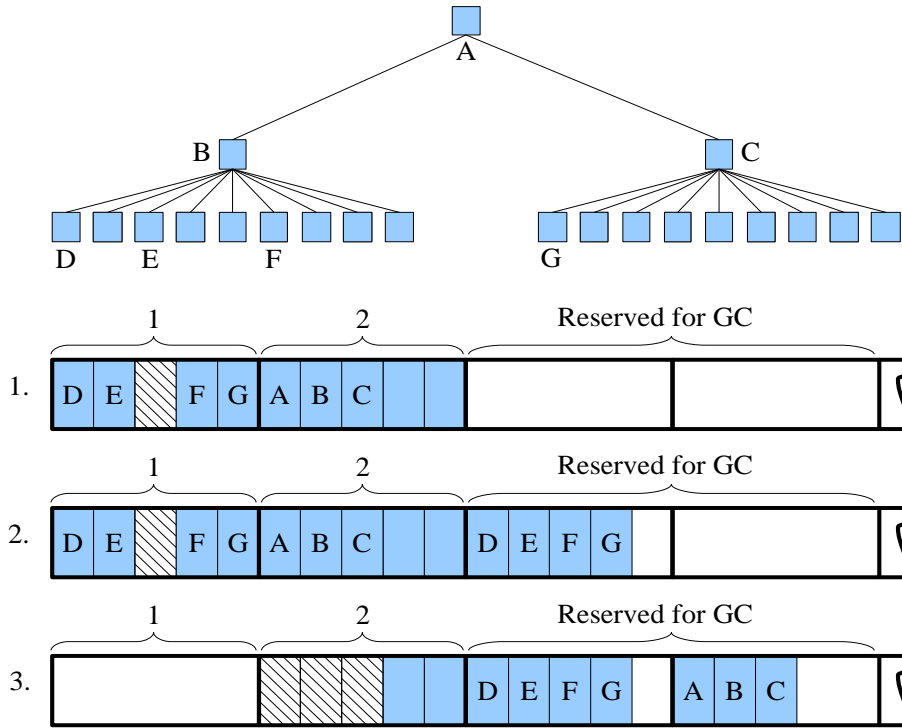 A
B C
D E F G
1 2 Reserved for GC
1. D E F G A B C
1 2 Reserved for GC
2. D E F G A B C D E F G
1 2 Reserved for GC
3. D E F G A B C